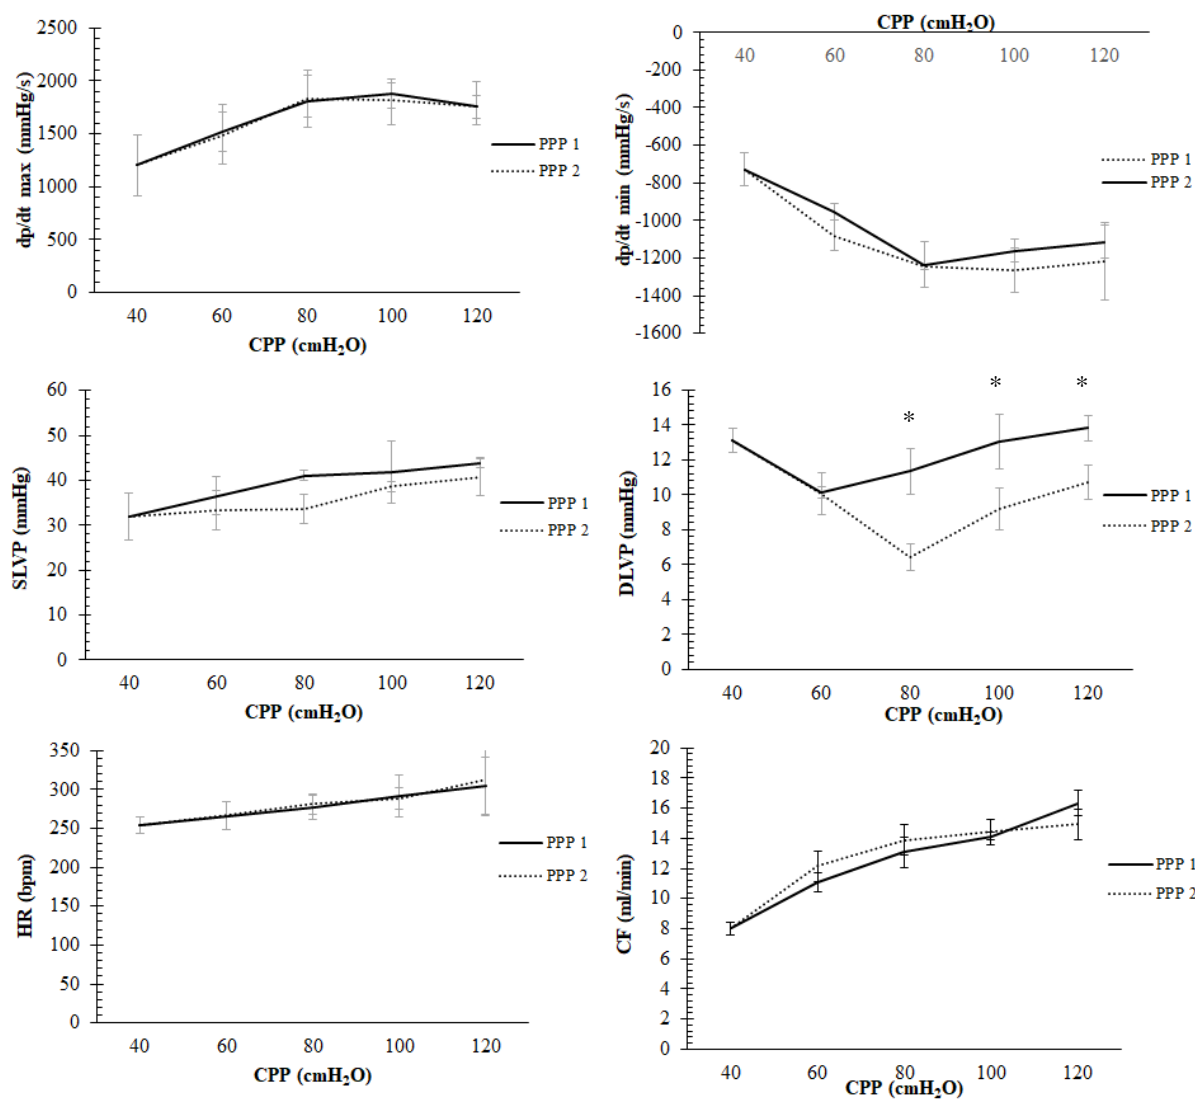 2500
2000
1500
1000
500
0
dp/dt max (mmHg/s)
40 60 80 100 120
CPP (cmH₂O)
PPP 1
PPP 2
CPP (cmH₂O)
40 60 80 100 120
0
-200
-400
-600
-800
-1000
-1200
-1400
-1600
dp/dt min (mmHg/s)
PPP 1
PPP 2
60
50
40
30
20
10
0
SLVP (mmHg)
40 60 80 100 120
CPP (cmH₂O)
PPP 1
PPP 2
16
14
12
10
8
6
4
2
0
DLVP (mmHg)
* * *
40 60 80 100 120
CPP (cmH₂O)
PPP 1
PPP 2
350
300
250
200
150
100
50
0
HR (bpm)
40 60 80 100 120
CPP (cmH₂O)
PPP 1
PPP 2
20
18
16
14
12
10
8
6
4
2
0
CF (ml/min)
40 60 80 100 120
CPP (cmH₂O)
PPP 1
PPP 2